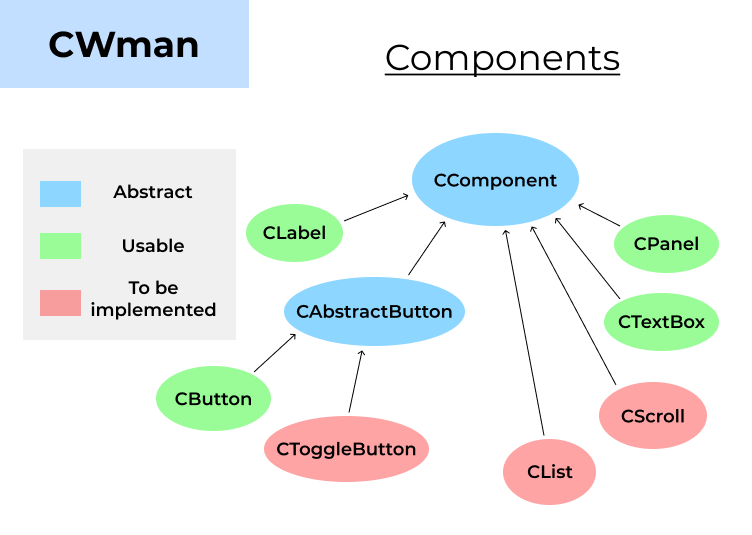 CWman
Components
Abstract
Usable
To be
implemented
CComponent
CLabel
CPanel
CAbstractButton
CTextBox
CButton
CScroll
CToggleButton
CList